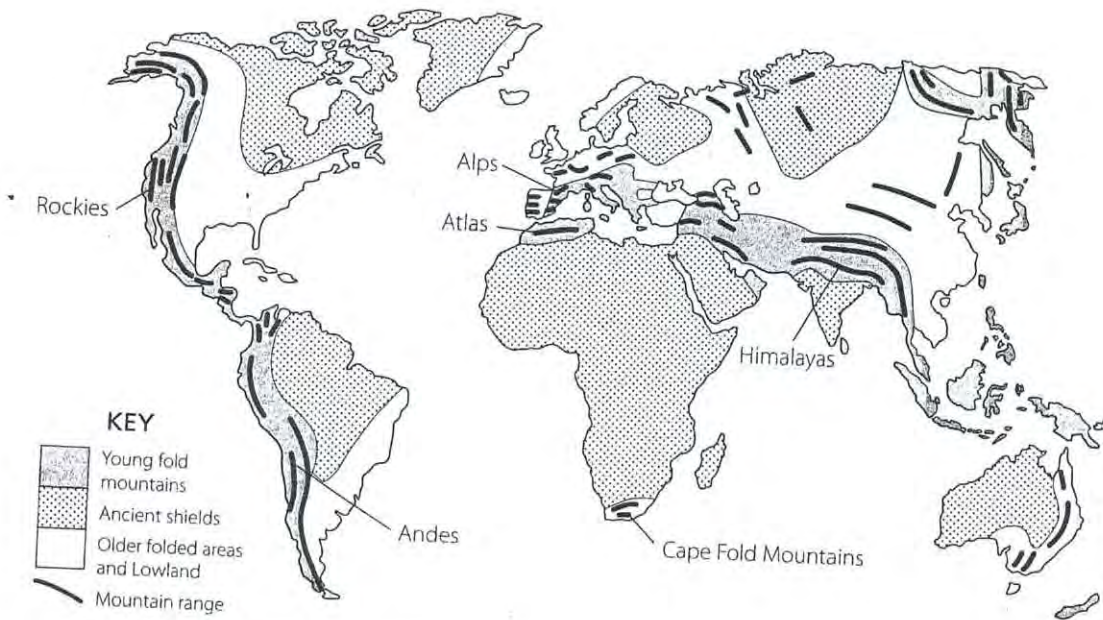 Alps
Rockies
Atlas
Himalayas
KEY
Young fold
mountains
Ancient shields
Older folded areas
and Lowland
Mountain range
Andes
Cape Fold Mountains